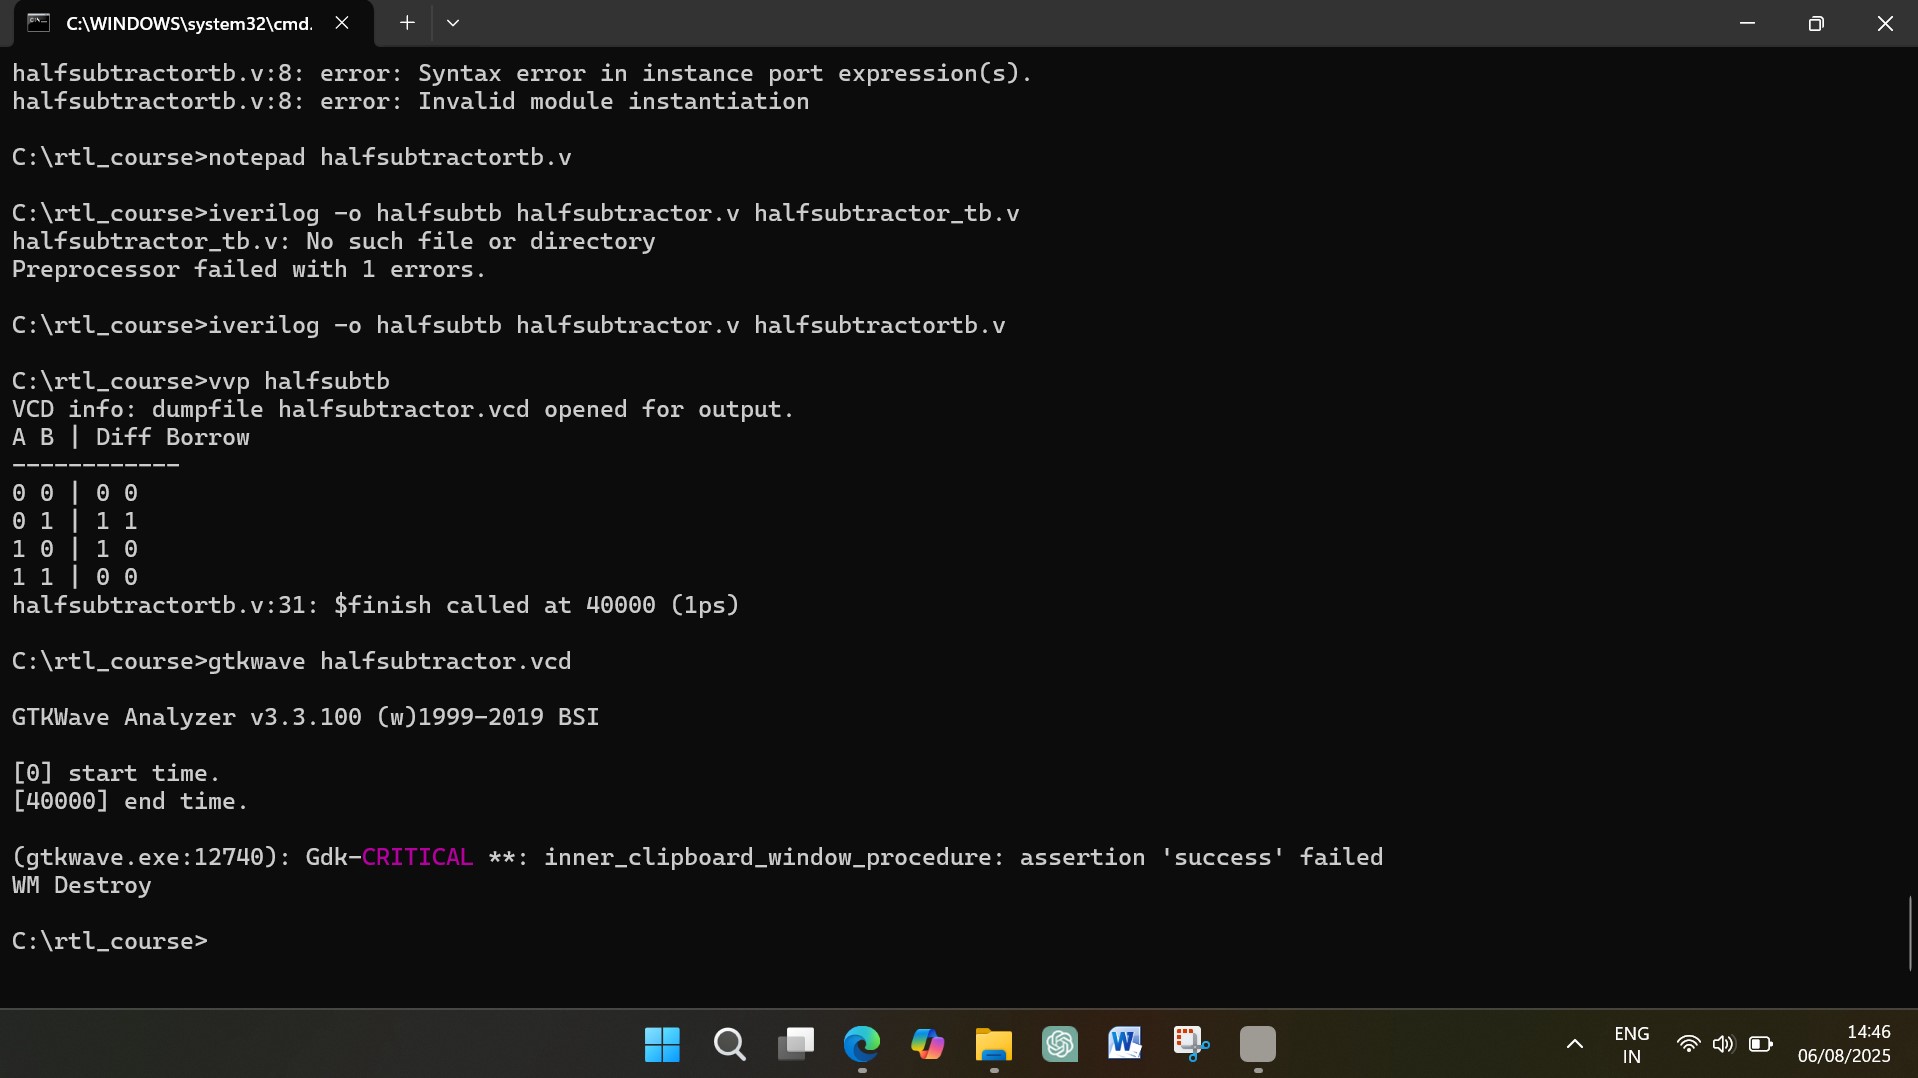 C:\WINDOWS\system32\cmd.
halfsubtractortb.v:8: error: Syntax error in instance port expression(s).
halfsubtractortb.v:8: error: Invalid module instantiation
C:\rtl_course>notepad halfsubtractortb.v
C:\rtl_course>iverilog -o halfsubtb halfsubtractor.v halfsubtractor_tb.v
halfsubtractor_tb.v: No such file or directory
Preprocessor failed with 1 errors.
C:\rtl_course>iverilog -o halfsubtb halfsubtractor.v halfsubtractortb.v
C:\rtl_course>vvp halfsubtb
VCD info: dumpfile halfsubtractor.vcd opened for output.
A B | Diff Borrow
------------
0 0 | 0 0
0 1 | 1 1
1 0 | 1 0
1 1 | 0 0
halfsubtractortb.v:31: $finish called at 40000 (1ps)
C:\rtl_course>gtkwave halfsubtractor.vcd
GTKWave Analyzer v3.3.100 (w)1999-2019 BSI
[0] start time.
[40000] end time.
(gtkwave.exe:12740): Gdk-CRITICAL **: inner_clipboard_window_procedure: assertion 'success' failed
WM Destroy
C:\rtl_course>
W
ENG
IN
14:46
06/08/2025